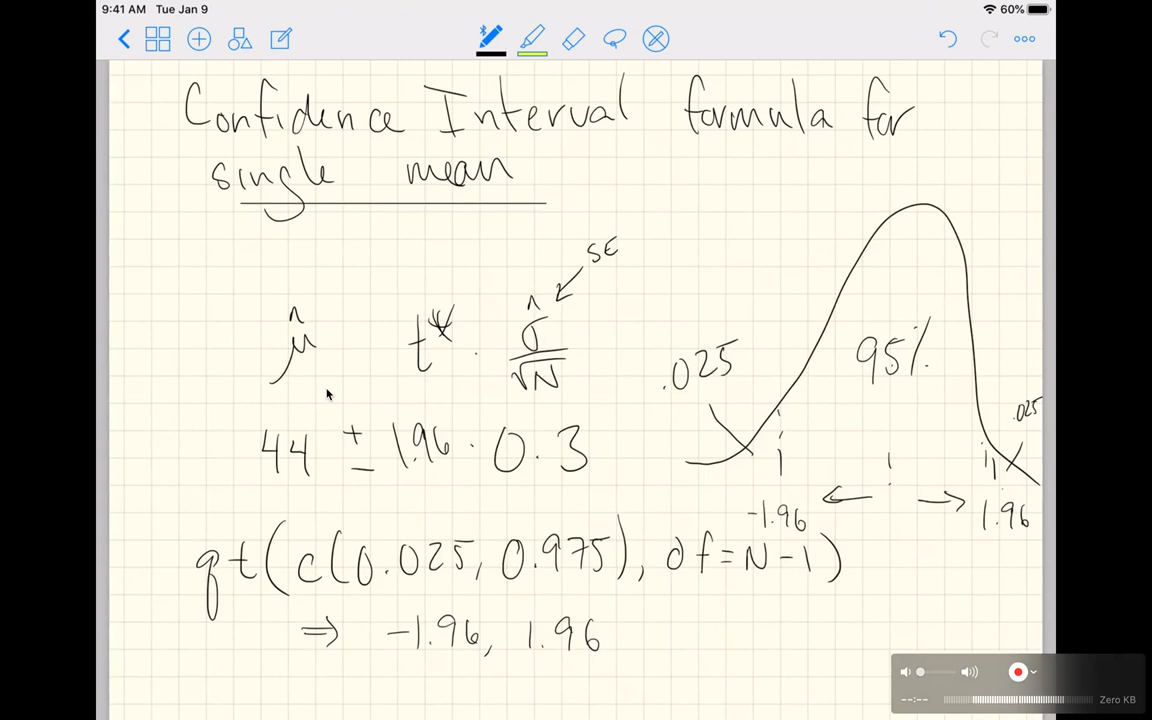 9:41 AM Tue Jan 9
60%
Confidence Interval formula for
single mean
SE
μ̂ t* · σ̂/√N
.025
95%
.025
44 ± 1.96 · 0.3
-1.96
1.96
qt(c(0.025, 0.975), df=N-1)
⇒ -1.96, 1.96
--:--
Zero KB